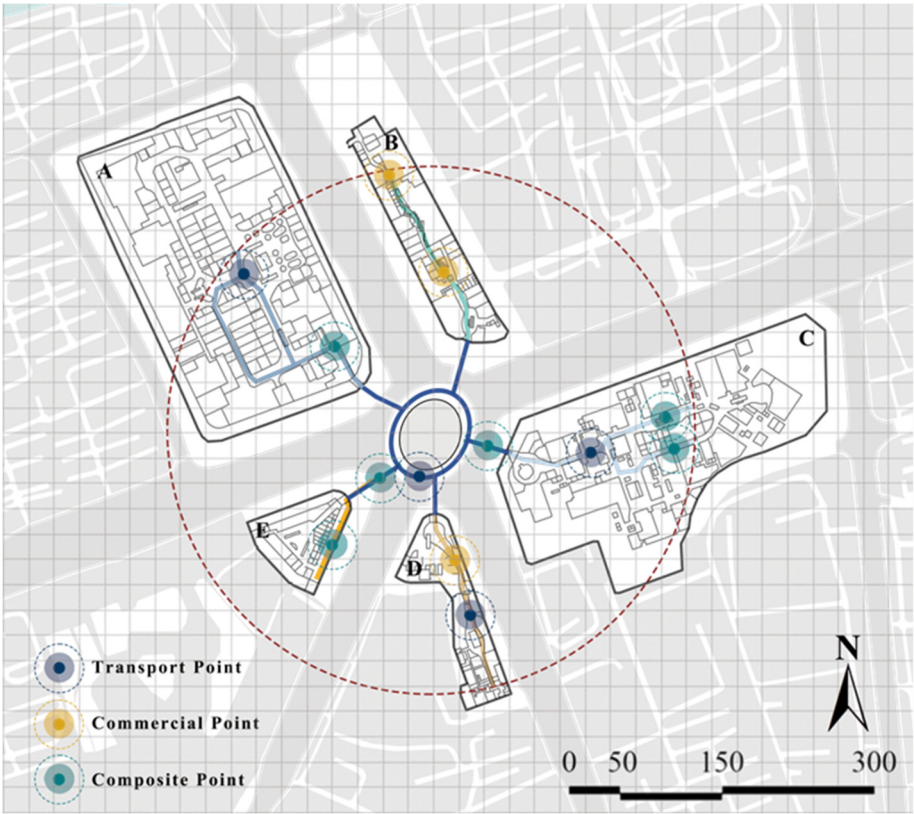 B
A
C
E
D
N
Transport Point
Commercial Point
Composite Point
0 50 150 300